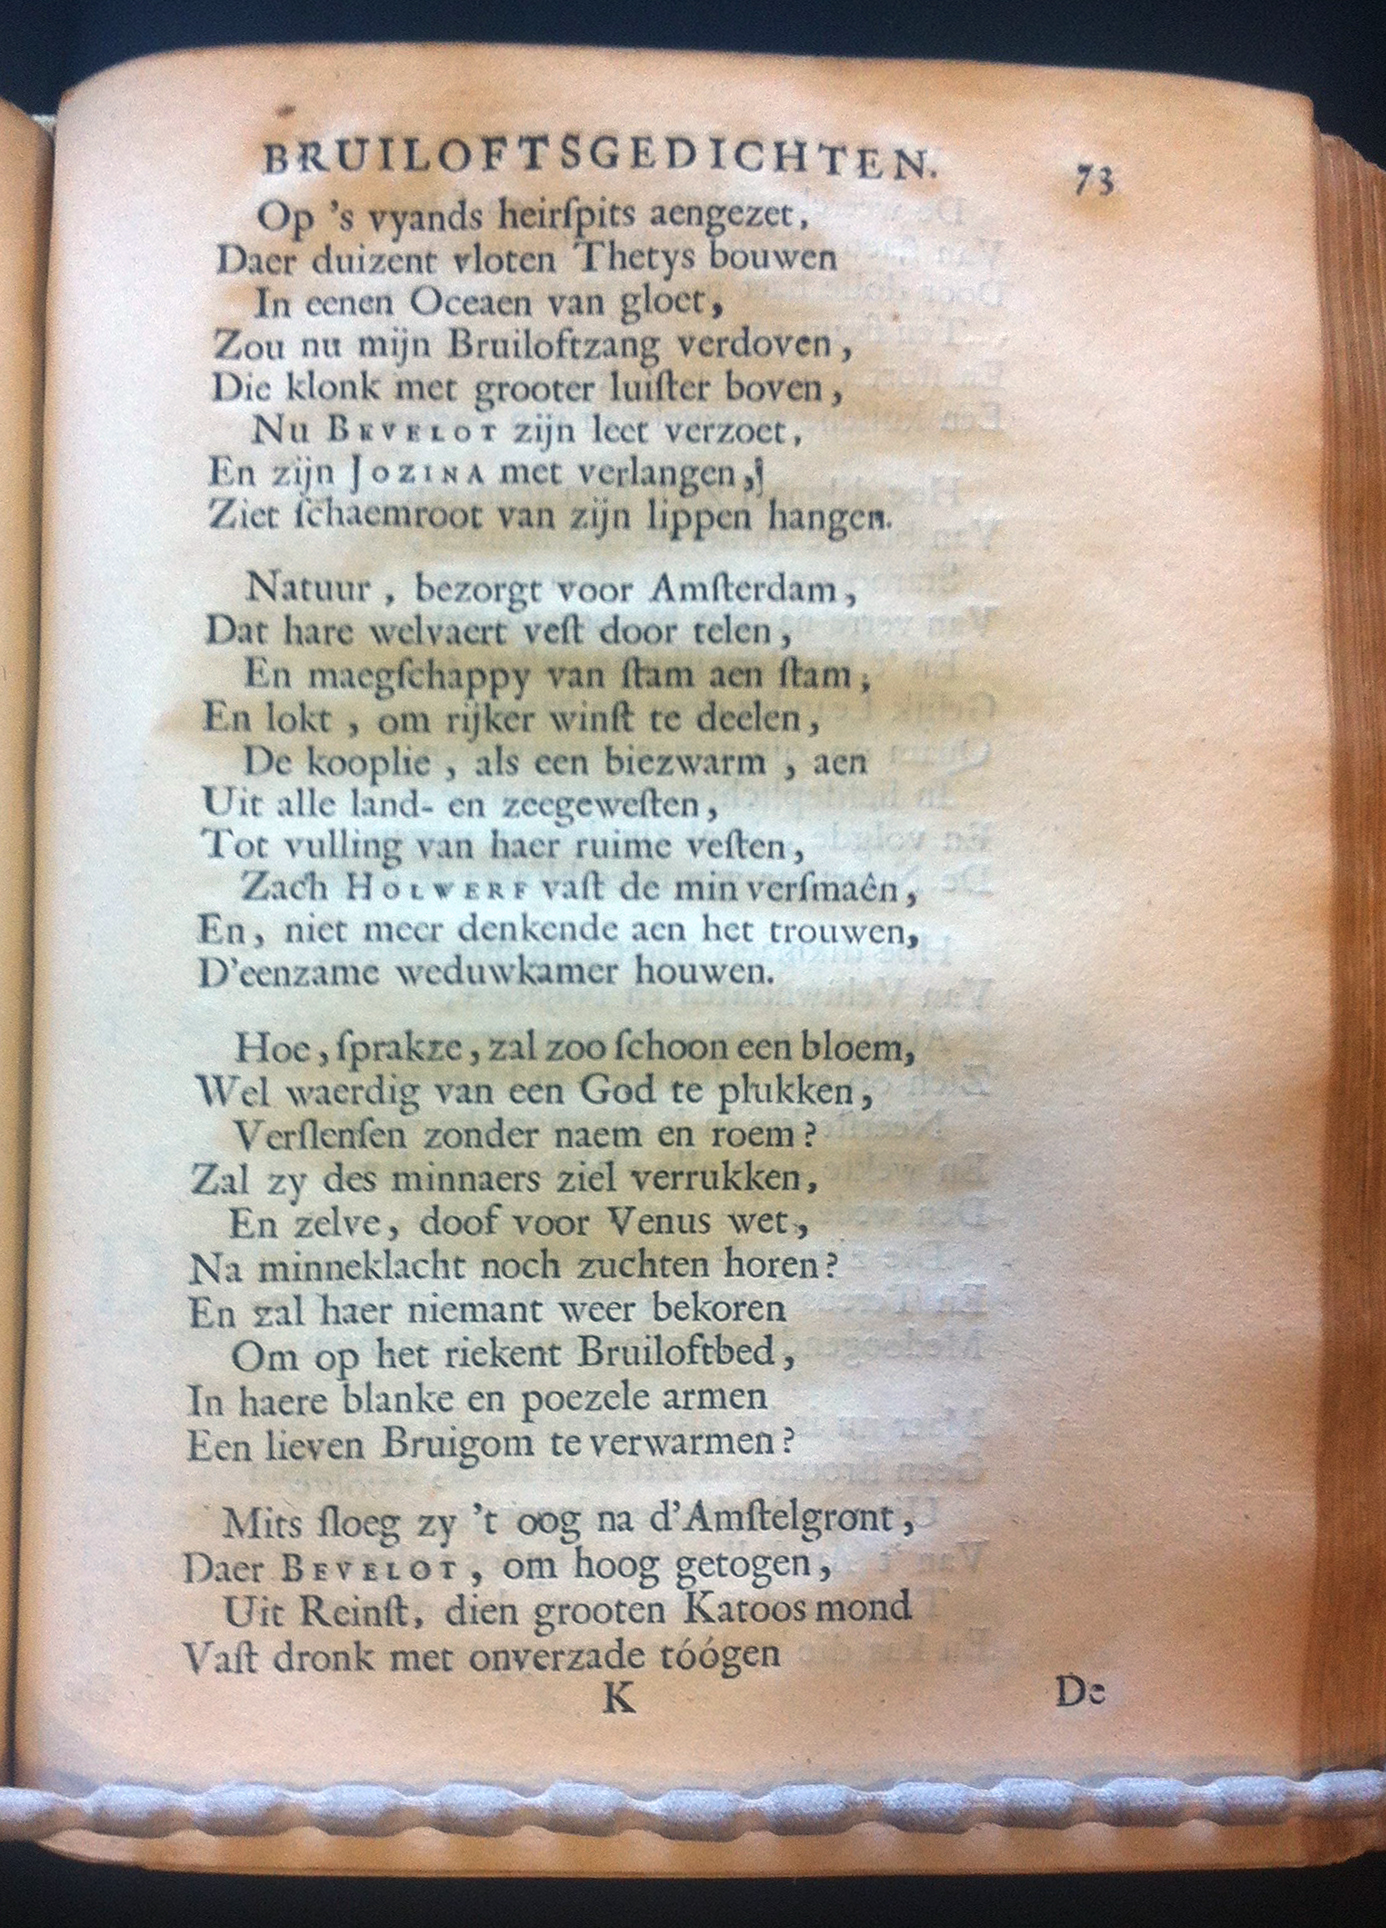 BRUILOFTSGEDICHTEN. 73
Op 's vyands heirſpits aengezet,
Daer duizent vloten Thetys bouwen
In eenen Oceaen van gloet,
Zou nu mijn Bruiloftzang verdoven,
Die klonk met grooter luiſter boven,
Nu BEVELOT zijn leet verzoet,
En zijn JOZINA met verlangen,
Ziet ſchaemroot van zijn lippen hangen.
Natuur, bezorgt voor Amſterdam,
Dat hare welvaert veſt door telen,
En maegſchappy van ſtam aen ſtam;
En lokt, om rijker winſt te deelen,
De kooplie, als een biezwarm, aen
Uit alle land- en zeegeweſten,
Tot vulling van haer ruime veſten,
Zach HOLWERF vaſt de min verſmaên,
En, niet meer denkende aen het trouwen,
D'eenzame weduwkamer houwen.
Hoe, ſprakze, zal zoo ſchoon een bloem,
Wel waerdig van een God te plukken,
Verſlenſen zonder naem en roem?
Zal zy des minnaers ziel verrukken,
En zelve, doof voor Venus wet,
Na minneklacht noch zuchten horen?
En zal haer niemant weer bekoren
Om op het riekent Bruiloftbed,
In haere blanke en poezele armen
Een lieven Bruigom te verwarmen?
Mits ſloeg zy 't oog na d'Amſtelgront,
Daer BEVELOT, om hoog getogen,
Uit Reinſt, dien grooten Katoos mond
Vaſt dronk met onverzade tóógen
K De